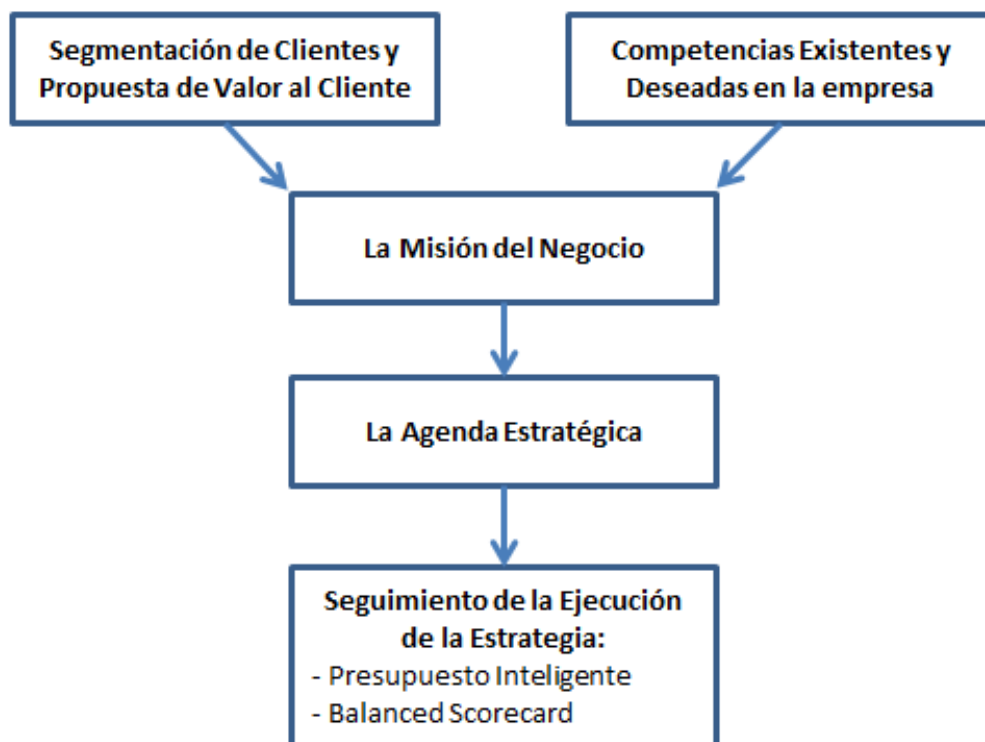 Segmentación de Clientes y
Propuesta de Valor al Cliente
Competencias Existentes y
Deseadas en la empresa
La Misión del Negocio
La Agenda Estratégica
Seguimiento de la Ejecución
de la Estrategia:
- Presupuesto Inteligente
- Balanced Scorecard